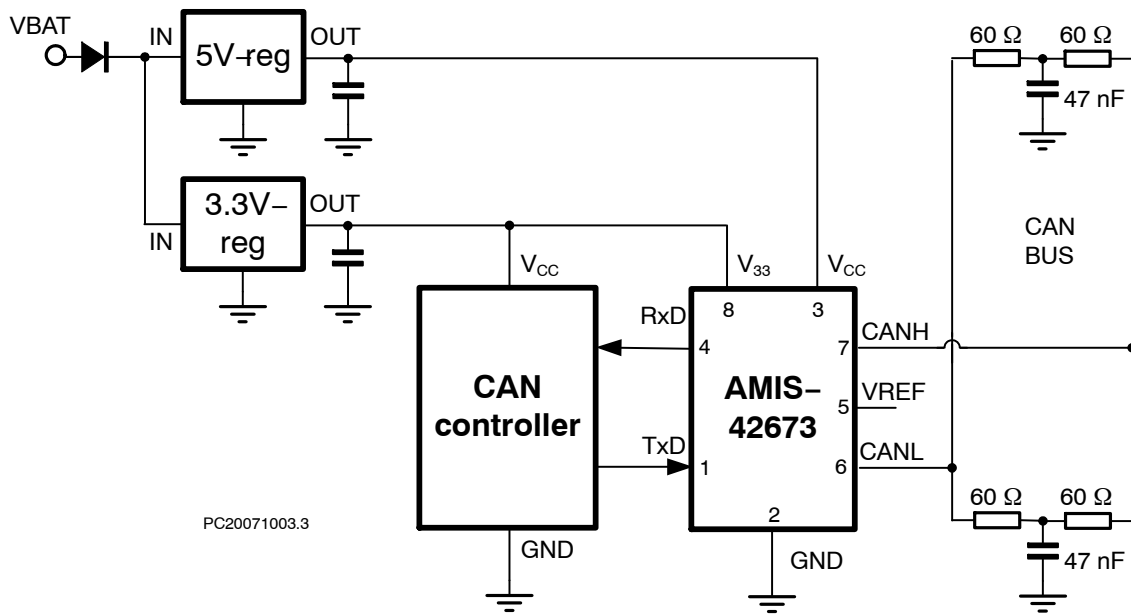 VBAT
IN
5V−reg
OUT
60 Ω
60 Ω
47 nF
IN
3.3V−
reg
OUT
CAN
BUS
VCC
V33
VCC
8
3
RxD
4
7
CANH
CAN
controller
AMIS−
42673
5
VREF
TxD
1
6
CANL
2
60 Ω
60 Ω
47 nF
PC20071003.3
GND
GND